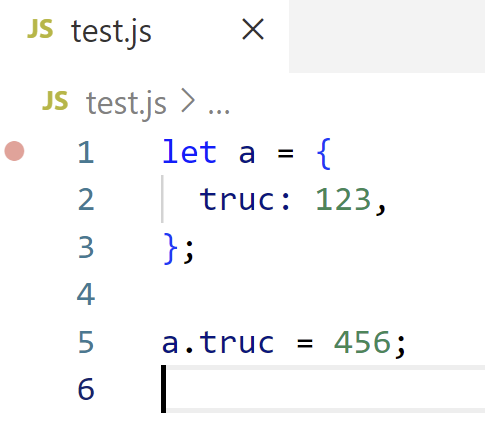 JS test.js ×
JS test.js > ...
1 let a = {
2   truc: 123,
3 };
4
5 a.truc = 456;
6